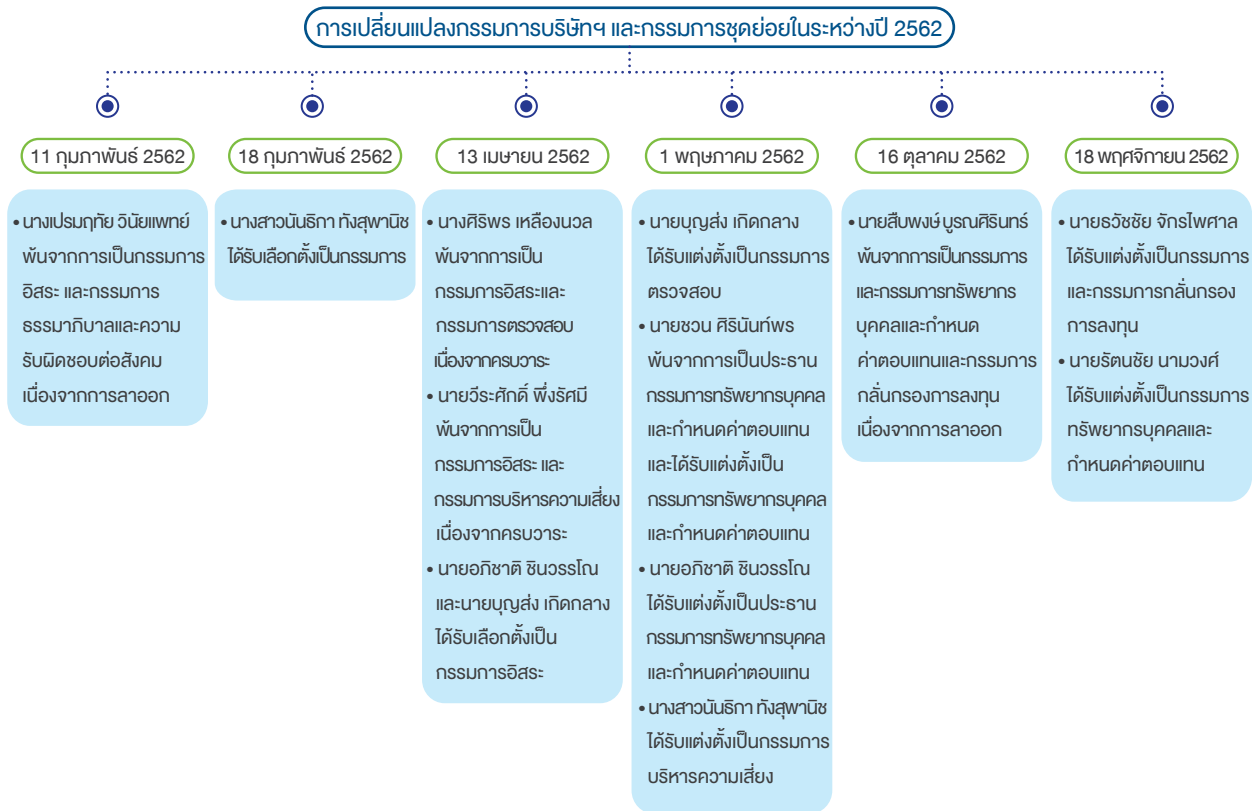 การเปลี่ยนแปลงกรรมการบริษัทฯ และกรรมการชุดย่อยในระหว่างปี 2562
11 กุมภาพันธ์ 2562
• นางเปรมฤทัย วินัยแพทย์
พ้นจากการเป็นกรรมการ
อิสระ และกรรมการ
ธรรมาภิบาลและความ
รับผิดชอบต่อสังคม
เนื่องจากการลาออก
18 กุมภาพันธ์ 2562
• นางสาวนันธิกา ทังสุพานิช
ได้รับเลือกตั้งเป็นกรรมการ
13 เมษายน 2562
• นางศิริพร เหลืองนวล
พ้นจากการเป็น
กรรมการอิสระและ
กรรมการตรวจสอบ
เนื่องจากครบวาระ
• นายวีระศักดิ์ พึ่งรัศมี
พ้นจากการเป็น
กรรมการอิสระ และ
กรรมการบริหารความเสี่ยง
เนื่องจากครบวาระ
• นายอภิชาติ ชินวรรโณ
และนายบุญส่ง เกิดกลาง
ได้รับเลือกตั้งเป็น
กรรมการอิสระ
1 พฤษภาคม 2562
• นายบุญส่ง เกิดกลาง
ได้รับแต่งตั้งเป็นกรรมการ
ตรวจสอบ
• นายชวน ศิรินันท์พร
พ้นจากการเป็นประธาน
กรรมการทรัพยากรบุคคล
และกำหนดค่าตอบแทน
และได้รับแต่งตั้งเป็น
กรรมการทรัพยากรบุคคล
และกำหนดค่าตอบแทน
• นายอภิชาติ ชินวรรโณ
ได้รับแต่งตั้งเป็นประธาน
กรรมการทรัพยากรบุคคล
และกำหนดค่าตอบแทน
• นางสาวนันธิกา ทังสุพานิช
ได้รับแต่งตั้งเป็นกรรมการ
บริหารความเสี่ยง
16 ตุลาคม 2562
• นายสืบพงษ์ บูรณศิรินทร์
พ้นจากการเป็นกรรมการ
และกรรมการทรัพยากร
บุคคลและกำหนด
ค่าตอบแทนและกรรมการ
กลั่นกรองการลงทุน
เนื่องจากการลาออก
18 พฤศจิกายน 2562
• นายธวัชชัย จักรไพศาล
ได้รับแต่งตั้งเป็นกรรมการ
และกรรมการกลั่นกรอง
การลงทุน
• นายรัตนชัย นามวงศ์
ได้รับแต่งตั้งเป็นกรรมการ
ทรัพยากรบุคคลและ
กำหนดค่าตอบแทน